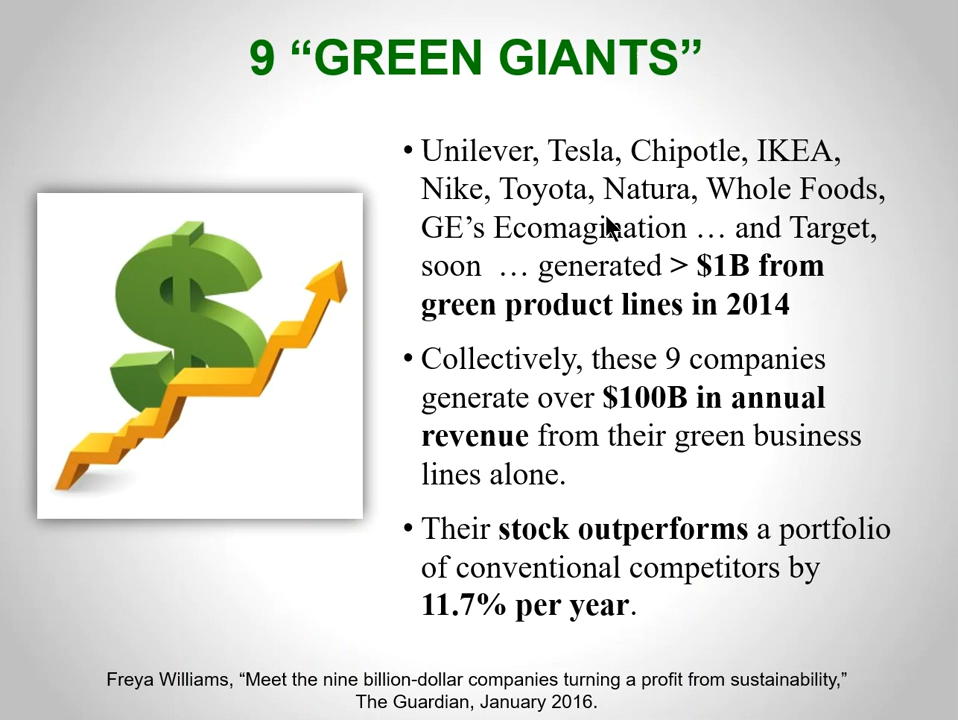 9 “GREEN GIANTS”
• Unilever, Tesla, Chipotle, IKEA,
Nike, Toyota, Natura, Whole Foods,
GE’s Ecomagination … and Target,
soon … generated > $1B from
green product lines in 2014
• Collectively, these 9 companies
generate over $100B in annual
revenue from their green business
lines alone.
• Their stock outperforms a portfolio
of conventional competitors by
11.7% per year.
Freya Williams, “Meet the nine billion-dollar companies turning a profit from sustainability,”
The Guardian, January 2016.